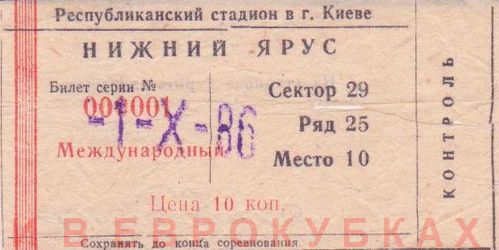 Республиканский стадион в г. Киеве
НИЖНИЙ ЯРУС
Билет серии №
001001
-1-X-86
Международный
Сектор 29
Ряд 25
Место 10
Цена 10 коп.
И В ЕВРОКУБКАХ
Сохранять до конца соревнования
КОНТРОЛЬ